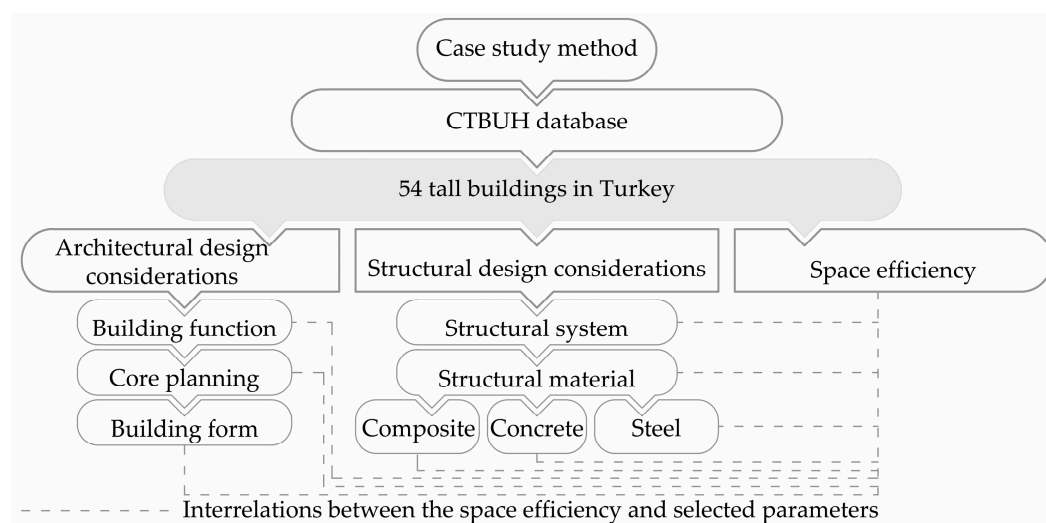 Case study method
CTBUH database
54 tall buildings in Turkey
Architectural design
considerations
Structural design considerations
Space efficiency
Building function
Structural system
Core planning
Structural material
Building form
Composite
Concrete
Steel
Interrelations between the space efficiency and selected parameters